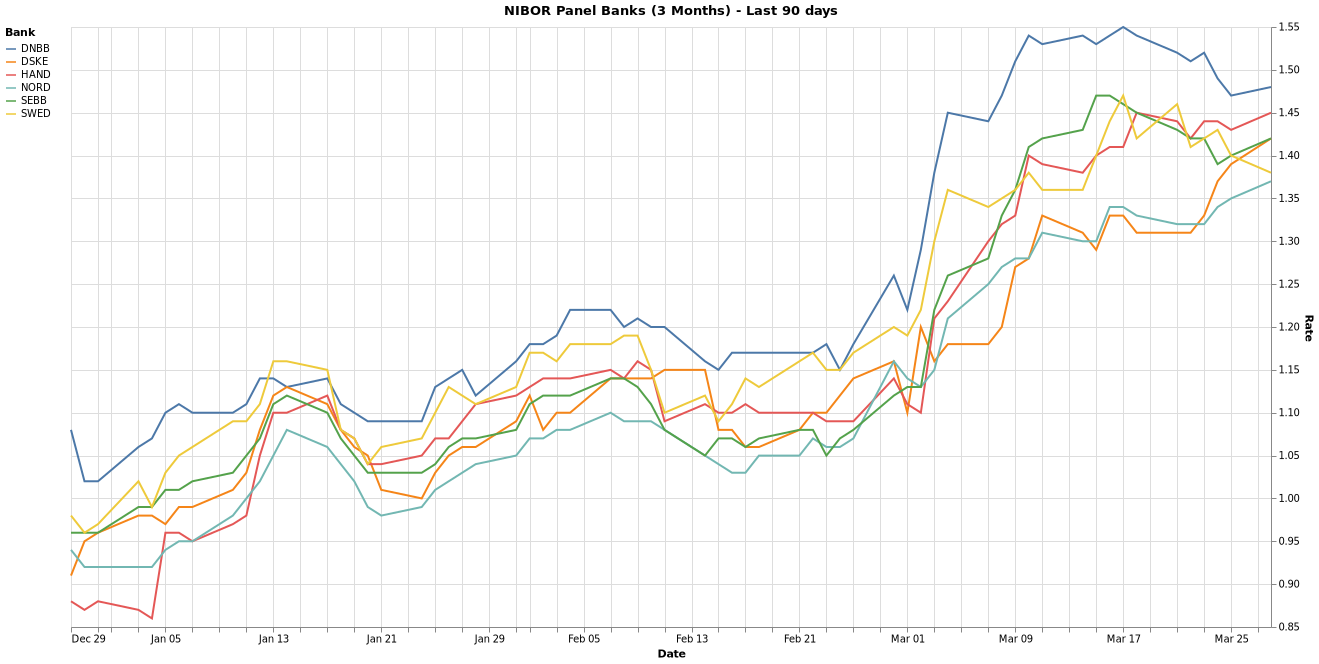 NIBOR Panel Banks (3 Months) - Last 90 days
Bank
DNBB
DSKE
HAND
NORD
SEBB
SWED
1.55
1.50
1.45
1.40
1.35
1.30
1.25
1.20
1.15
1.10
1.05
1.00
0.95
0.90
0.85
Rate
Dec 29 Jan 05 Jan 13 Jan 21 Jan 29 Feb 05 Feb 13 Feb 21 Mar 01 Mar 09 Mar 17 Mar 25
Date